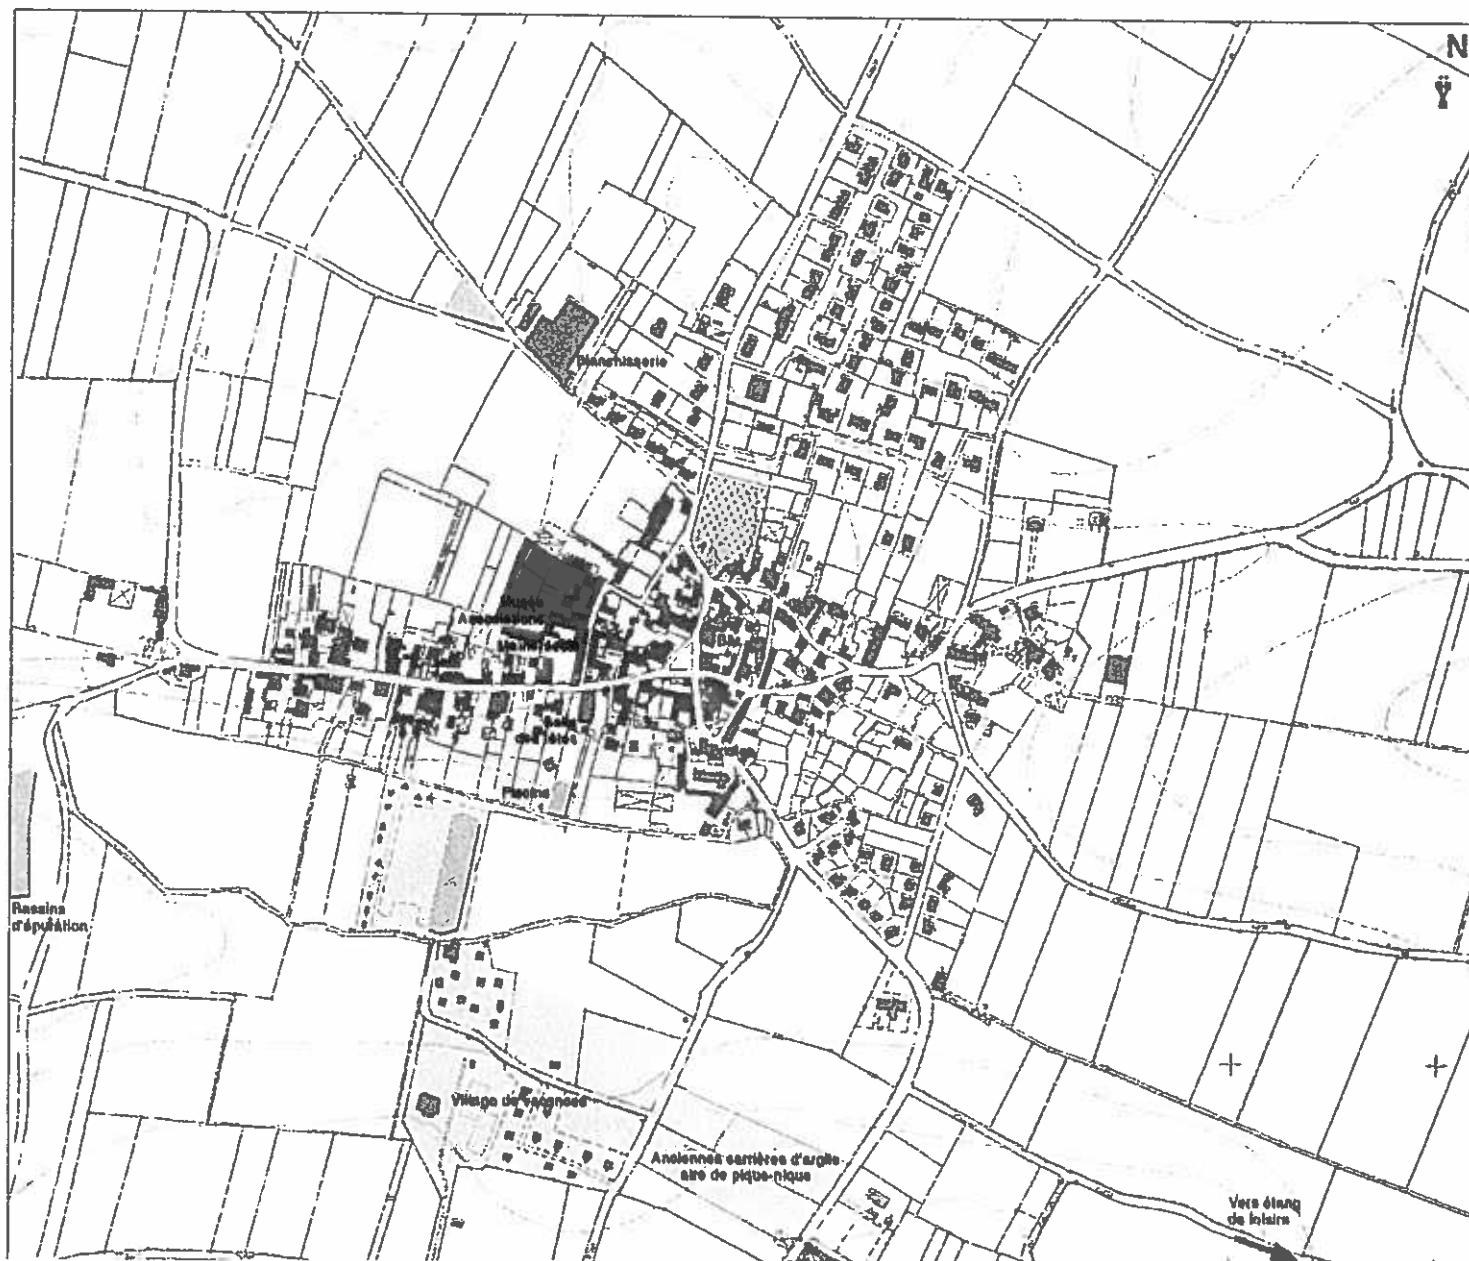 N
Blanchisserie
Musée
Associations
Salle
des fêtes
Piscine
Bassins
d'épuration
Village de vacances
Anciennes carrières d'argile
aire de pique-nique
Vers étang
de loisirs